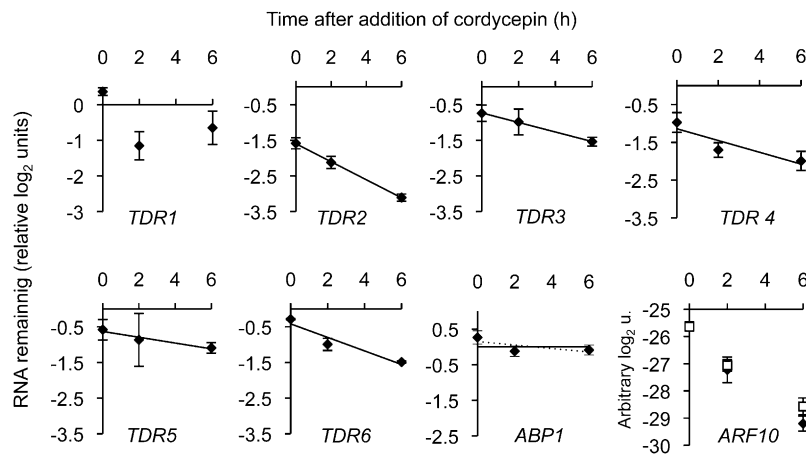 Time after addition of cordycepin (h)
RNA remainnig (relative log2 units)
0 2 4 6
0
-1
-2
-3
TDR1
0 2 4 6
-0.5
-1.5
-2.5
-3.5
TDR2
0 2 4 6
-0.5
-1.5
-2.5
-3.5
TDR3
0 2 4 6
-0.5
-1.5
-2.5
-3.5
TDR 4
0 2 4 6
-0.5
-1.5
-2.5
-3.5
TDR5
0 2 4 6
-0.5
-1.5
-2.5
-3.5
TDR6
0 2 4 6
0.5
-0.5
-1.5
-2.5
ABP1
Arbitrary log2 u.
0 2 4 6
-25
-26
-27
-28
-29
-30
ARF10